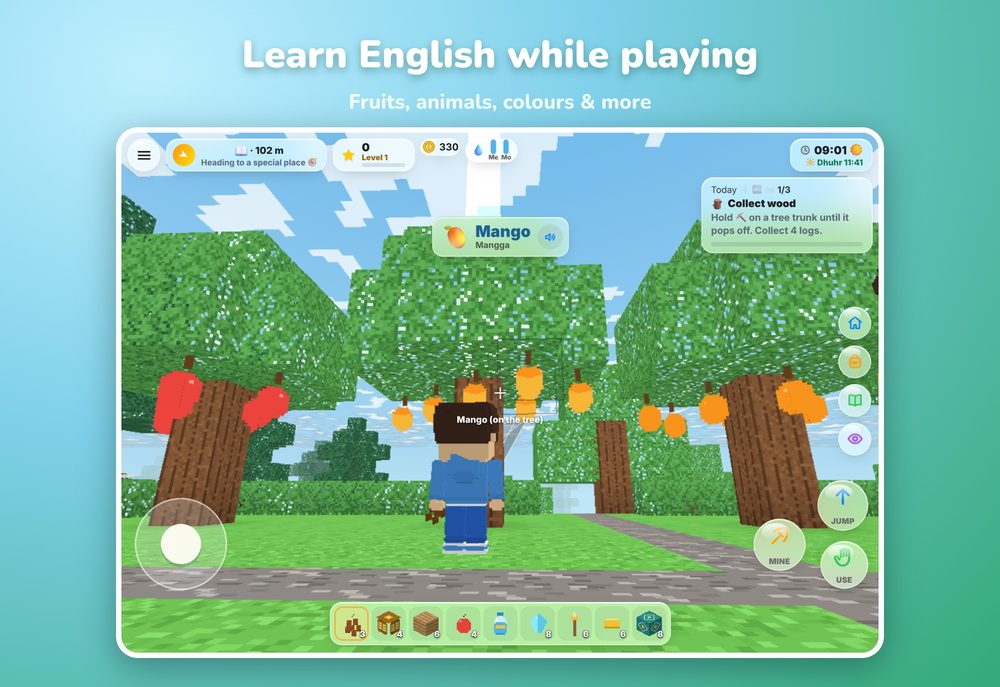 Learn English while playing
Fruits, animals, colours & more
· 102 m
Heading to a special place
0
Level 1
330
Me Mo
09:01
Dhuhr 11:41
Today 1/3
Collect wood
Hold ⛏ on a tree trunk until it
pops off. Collect 4 logs.
Mango
Mangga
Mango (on the tree)
JUMP
MINE
USE
3 4 6 4 8 6 6 8